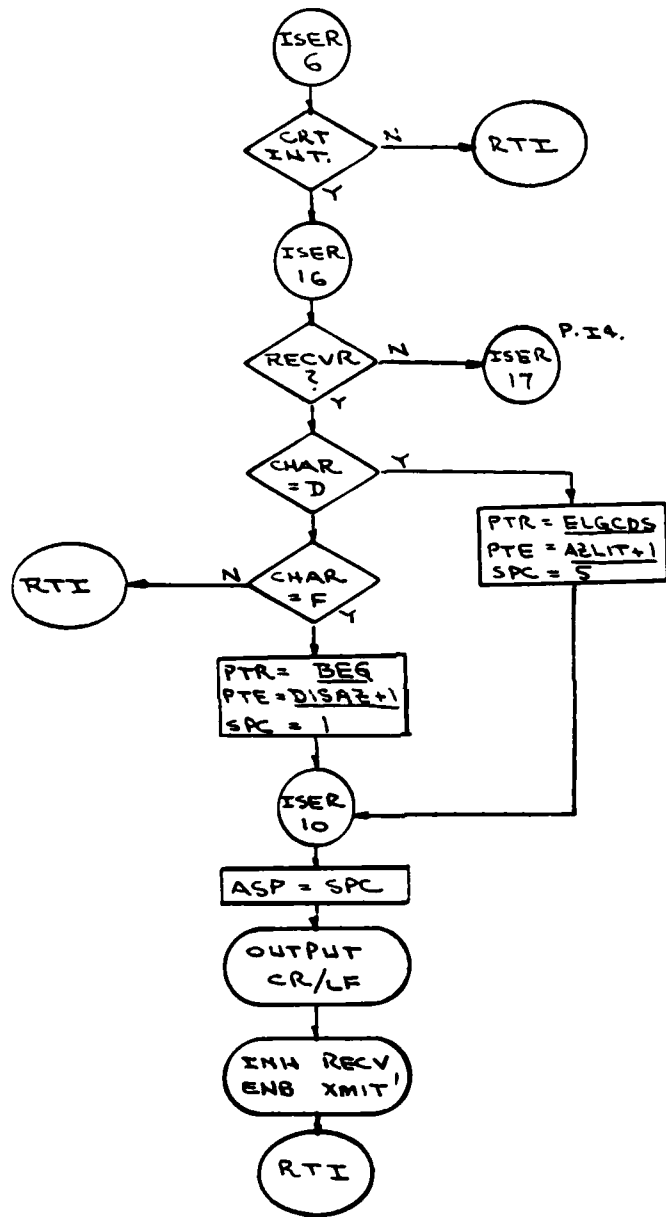 ISER
6
CRT
INT.
N
RTI
Y
ISER
16
RECVR
?
N
ISER
17
P. I4.
Y
CHAR
= D
Y
PTR = ELGCDS
PTE = AZLIT+1
SPC = 5
CHAR
= F
N
RTI
Y
PTR = BEG
PTE = DISAZ+1
SPC = 1
ISER
10
ASP = SPC
OUTPUT
CR/LF
INH RECV
ENB XMIT'
RTI